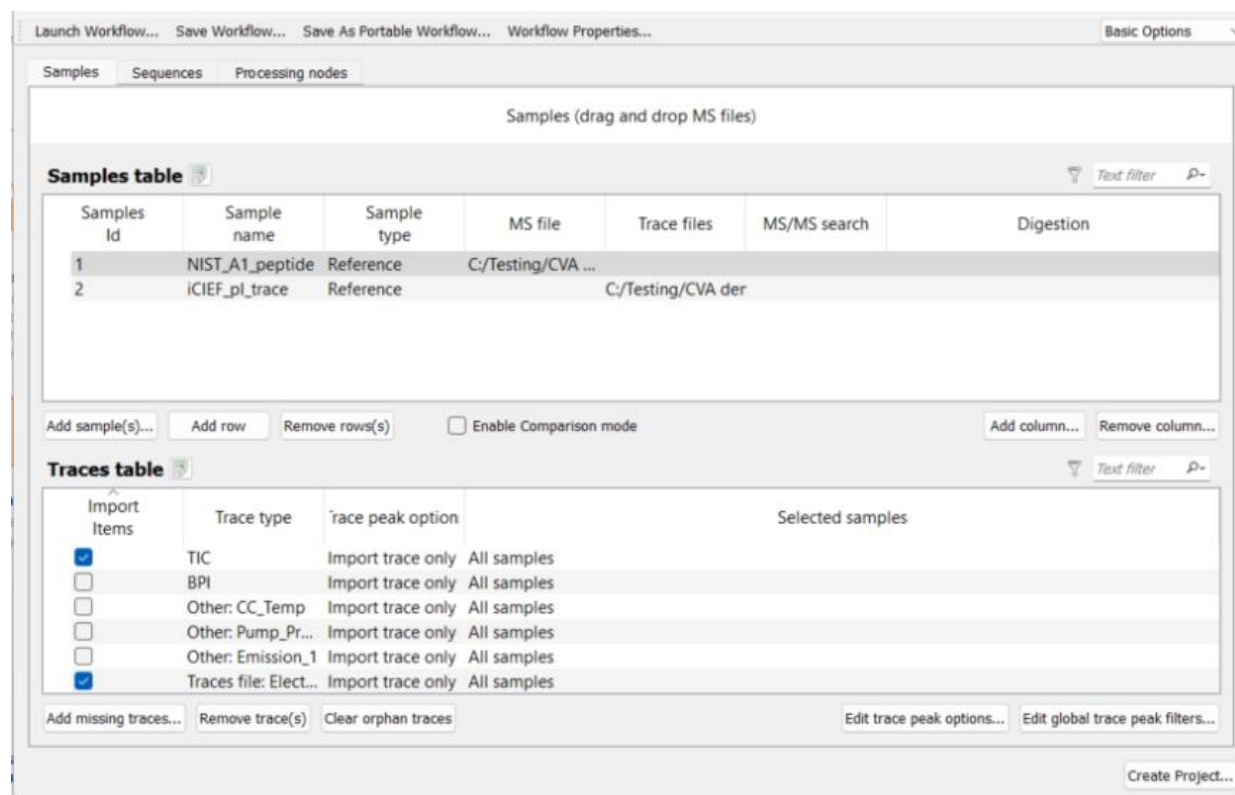 Launch Workflow... Save Workflow... Save As Portable Workflow... Workflow Properties... Basic Options
Samples Sequences Processing nodes
Samples (drag and drop MS files)
Samples table Text filter
Samples Id Sample name Sample type MS file Trace files MS/MS search Digestion
1 NIST_A1_peptide Reference C:/Testing/CVA ...
2 iCIEF_pI_trace Reference C:/Testing/CVA der
Add sample(s)... Add row Remove rows(s) Enable Comparison mode Add column... Remove column...
Traces table Text filter
Import Items Trace type Trace peak option Selected samples
TIC Import trace only All samples
BPI Import trace only All samples
Other: CC_Temp Import trace only All samples
Other: Pump_Pr... Import trace only All samples
Other: Emission_1 Import trace only All samples
Traces file: Elect... Import trace only All samples
Add missing traces... Remove trace(s) Clear orphan traces Edit trace peak options... Edit global trace peak filters...
Create Project...